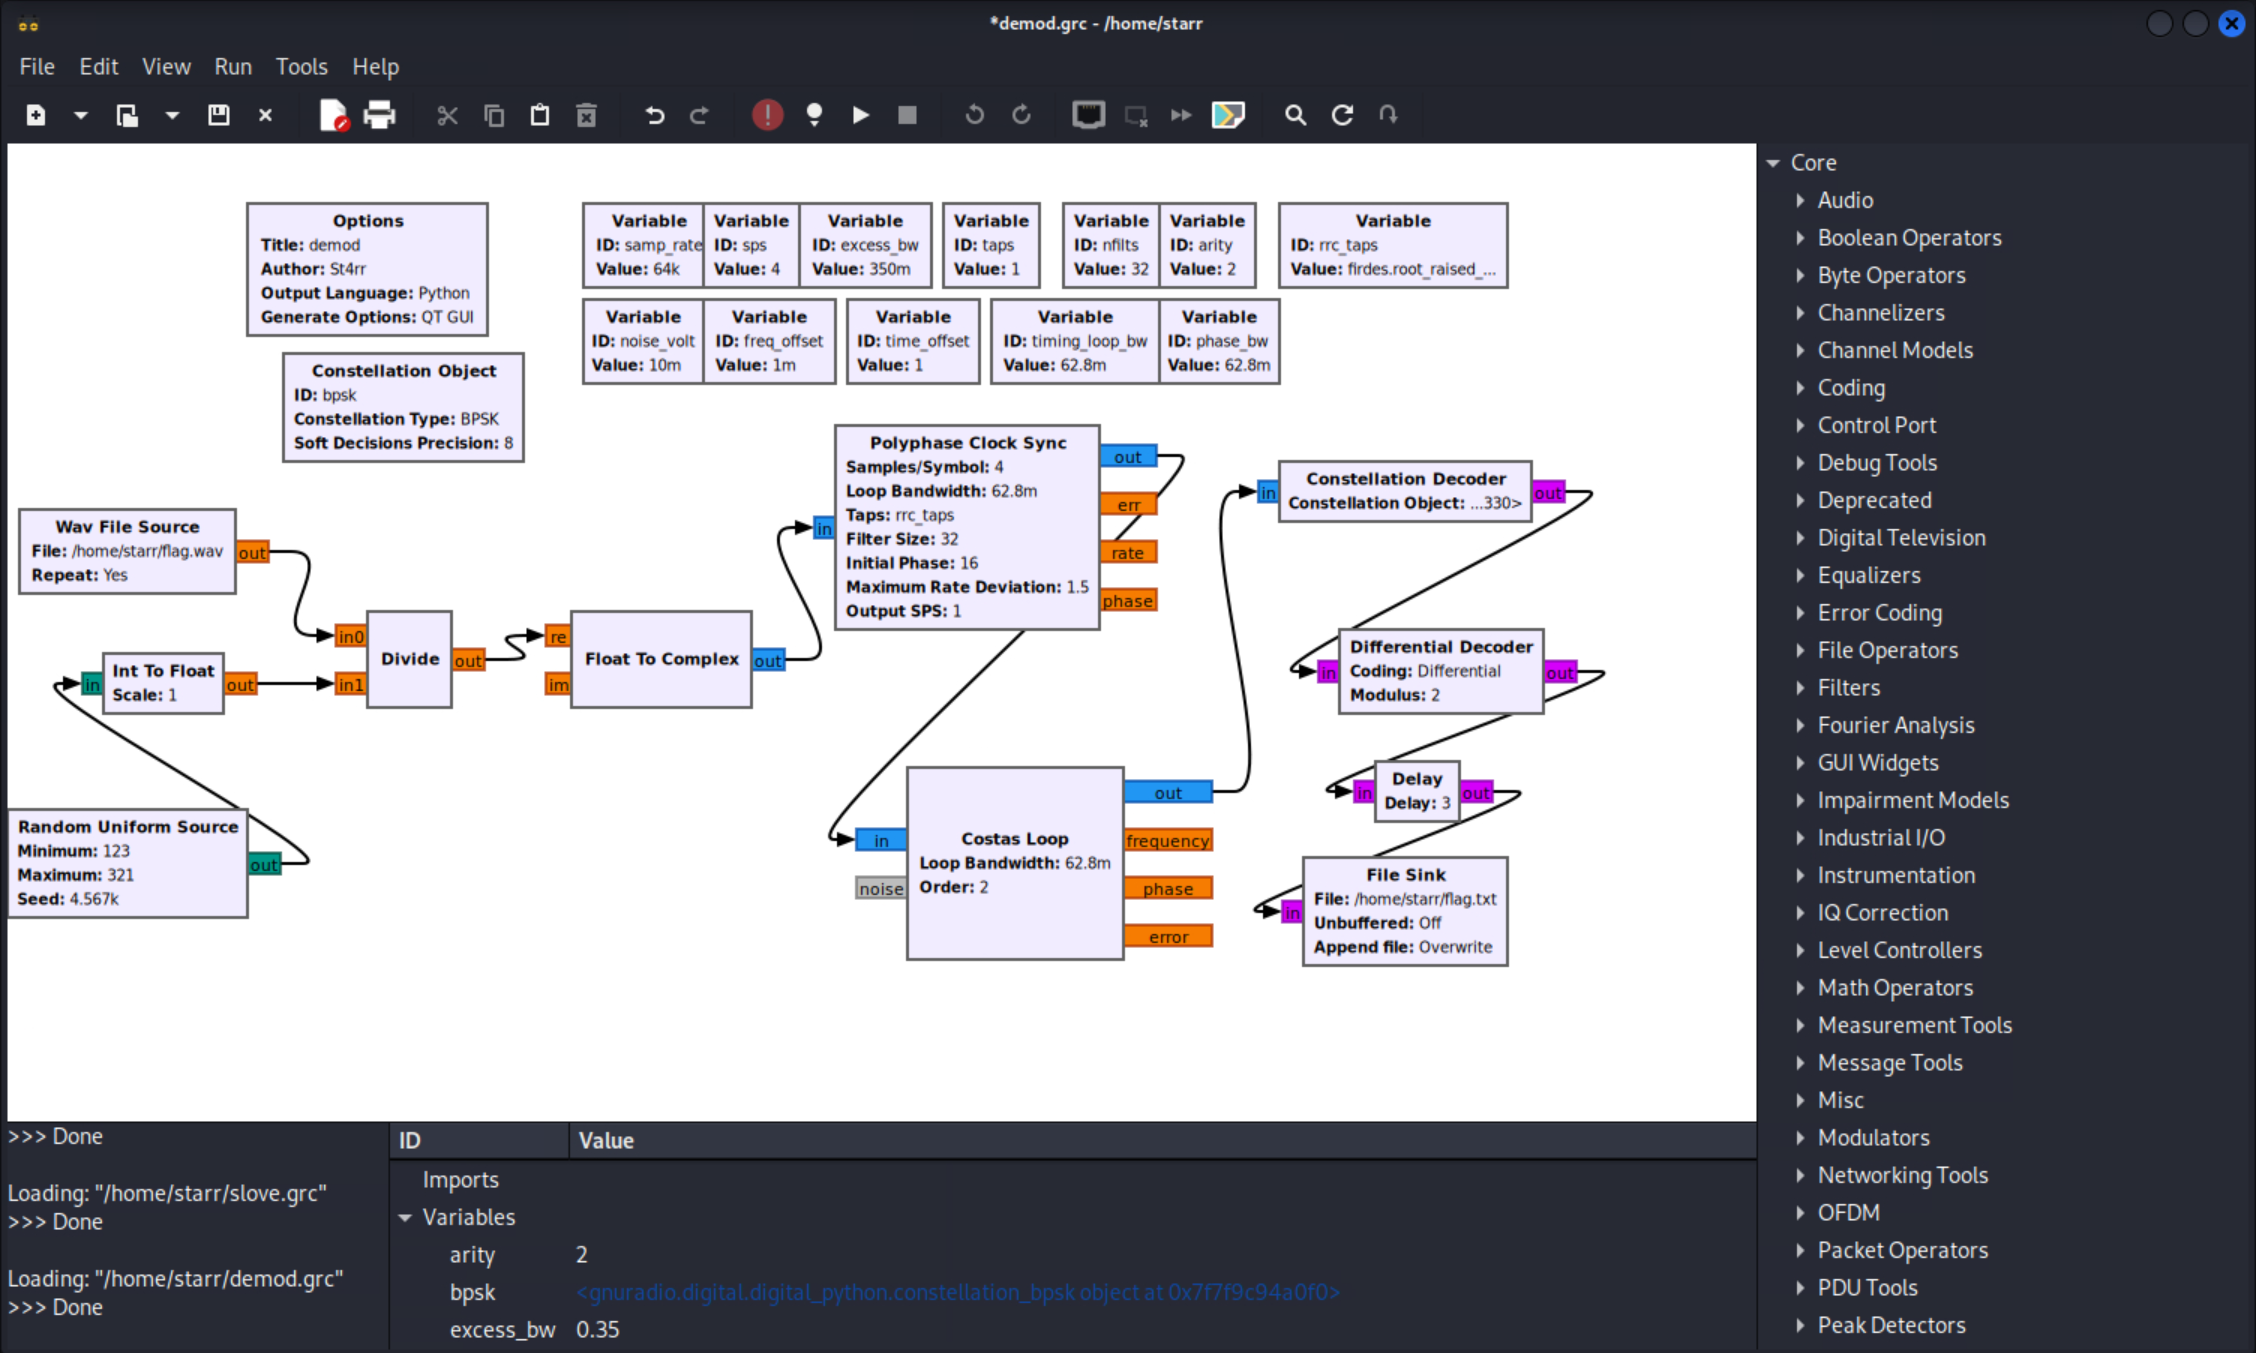 *demod.grc - /home/starr
File Edit View Run Tools Help
Options
Title: demod
Author: St4rr
Output Language: Python
Generate Options: QT GUI
Variable
ID: samp_rate
Value: 64k
Variable
ID: sps
Value: 4
Variable
ID: excess_bw
Value: 350m
Variable
ID: taps
Value: 1
Variable
ID: nfilts
Value: 32
Variable
ID: arity
Value: 2
Variable
ID: rrc_taps
Value: firdes.root_raised_...
Variable
ID: noise_volt
Value: 10m
Variable
ID: freq_offset
Value: 1m
Variable
ID: time_offset
Value: 1
Variable
ID: timing_loop_bw
Value: 62.8m
Variable
ID: phase_bw
Value: 62.8m
Constellation Object
ID: bpsk
Constellation Type: BPSK
Soft Decisions Precision: 8
Wav File Source
File: /home/starr/flag.wav
Repeat: Yes
out
in
Int To Float
Scale: 1
out
Random Uniform Source
Minimum: 123
Maximum: 321
Seed: 4.567k
out
in0
in1
Divide
out
re
im
Float To Complex
out
in
Polyphase Clock Sync
Samples/Symbol: 4
Loop Bandwidth: 62.8m
Taps: rrc_taps
Filter Size: 32
Initial Phase: 16
Maximum Rate Deviation: 1.5
Output SPS: 1
out
err
rate
phase
in
noise
Costas Loop
Loop Bandwidth: 62.8m
Order: 2
out
frequency
phase
error
in
Constellation Decoder
Constellation Object: ...330>
out
in
Differential Decoder
Coding: Differential
Modulus: 2
out
in
Delay
Delay: 3
out
in
File Sink
File: /home/starr/flag.txt
Unbuffered: Off
Append file: Overwrite
Core
Audio
Boolean Operators
Byte Operators
Channelizers
Channel Models
Coding
Control Port
Debug Tools
Deprecated
Digital Television
Equalizers
Error Coding
File Operators
Filters
Fourier Analysis
GUI Widgets
Impairment Models
Industrial I/O
Instrumentation
IQ Correction
Level Controllers
Math Operators
Measurement Tools
Message Tools
Misc
Modulators
Networking Tools
OFDM
Packet Operators
PDU Tools
Peak Detectors
>>> Done
Loading: "/home/starr/slove.grc"
>>> Done
Loading: "/home/starr/demod.grc"
>>> Done
ID Value
Imports
Variables
arity 2
bpsk <gnuradio.digital.digital_python.constellation_bpsk object at 0x7f7f9c94a0f0>
excess_bw 0.35